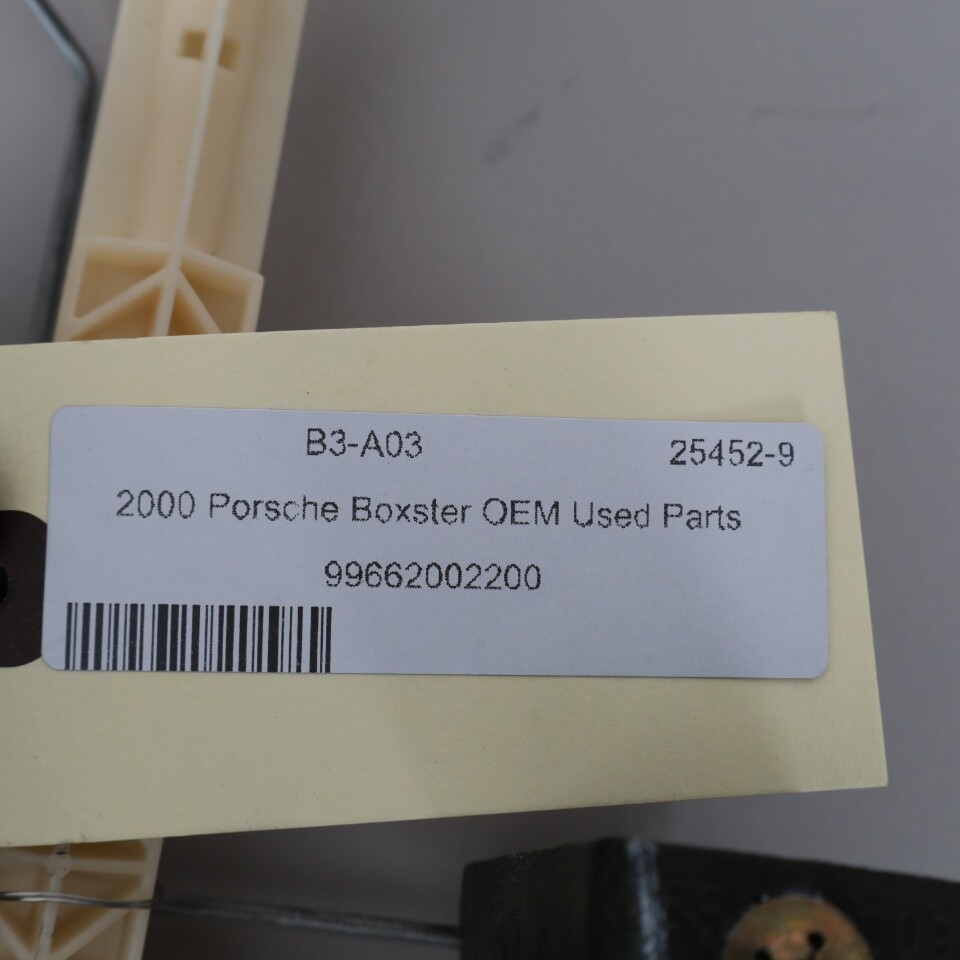 B3-A03 25452-9
2000 Porsche Boxster OEM Used Parts
99662002200